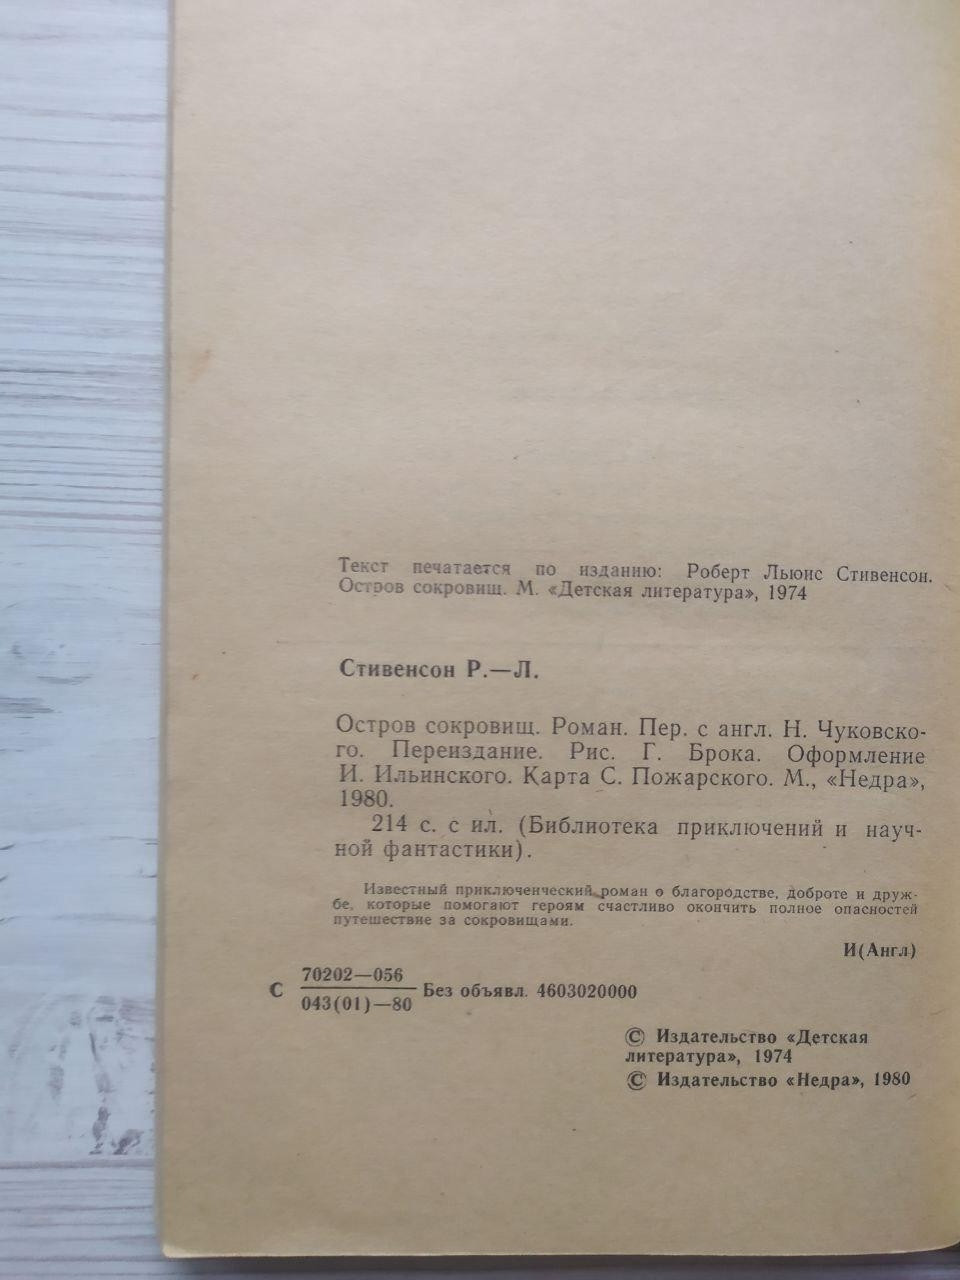 Текст печатается по изданию: Роберт Льюис Стивенсон.
Остров сокровищ. М. «Детская литература», 1974
Стивенсон Р.—Л.
Остров сокровищ. Роман. Пер. с англ. Н. Чуковско-
го. Переиздание. Рис. Г. Брока. Оформление
И. Ильинского. Карта С. Пожарского. М., «Недра»,
1980.
214 с. с ил. (Библиотека приключений и науч-
ной фантастики).
Известный приключенческий роман о благородстве, доброте и друж-
бе, которые помогают героям счастливо окончить полное опасностей
путешествие за сокровищами.
И(Англ)
70202—056
С Без объявл. 4603020000
043(01)—80
© Издательство «Детская
литература», 1974
© Издательство «Недра», 1980